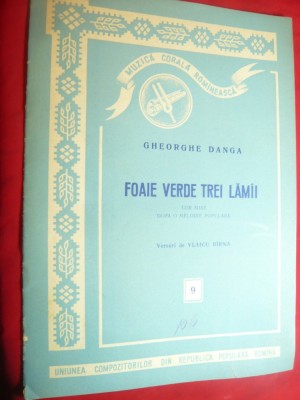 MUZICA CORALĂ ROMINEASCĂ
GHEORGHE DANGA
FOAIE VERDE TREI LĂMÎI
COR MIXT
DUPĂ O MELODIE POPULARĂ
Versuri de VLAICU BÎRNA
9
UNIUNEA COMPOZITORILOR DIN REPUBLICA POPULARĂ ROMÎNĂ